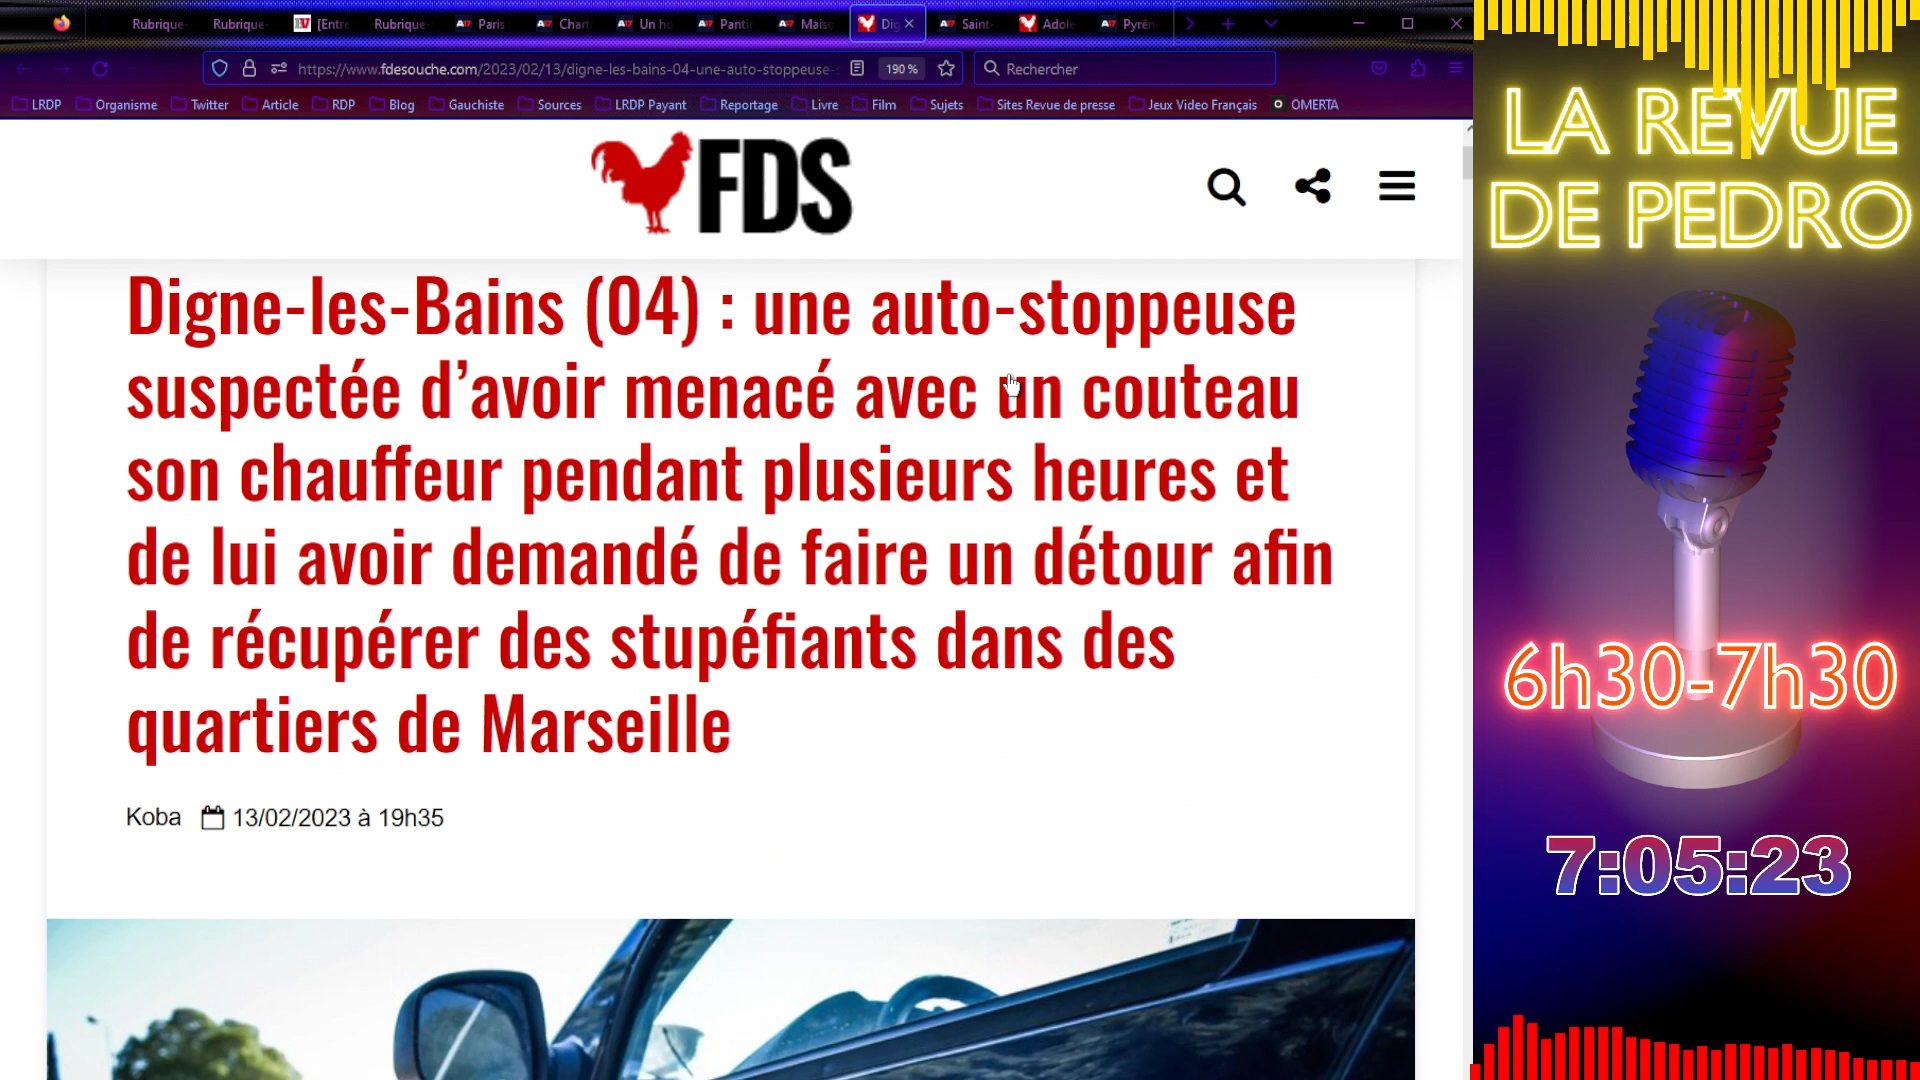 Rubrique
Rubrique
[Entre
Rubrique
Paris
Chart
Un ho
Panti
Mais
Dig
Saint-
Adole
Pyrén
https://www.fdesouche.com/2023/02/13/digne-les-bains-04-une-auto-stoppeuse-
190 %
Rechercher
LRDP
Organisme
Twitter
Article
RDP
Blog
Gauchiste
Sources
LRDP Payant
Reportage
Livre
Film
Sujets
Sites Revue de presse
Jeux Video Français
OMERTA
FDS
Digne-les-Bains (04) : une auto-stoppeuse
suspectée d’avoir menacé avec un couteau
son chauffeur pendant plusieurs heures et
de lui avoir demandé de faire un détour afin
de récupérer des stupéfiants dans des
quartiers de Marseille
Koba 13/02/2023 à 19h35
LA REVUE
DE PEDRO
6h30-7h30
7:05:23